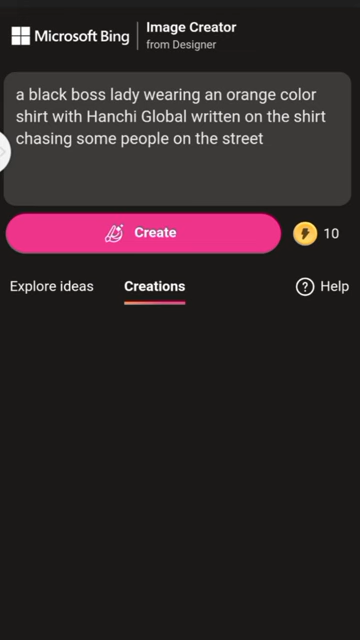 Microsoft Bing
Image Creator
from Designer
a black boss lady wearing an orange color
shirt with Hanchi Global written on the shirt
chasing some people on the street
Create
10
Explore ideas
Creations
? Help